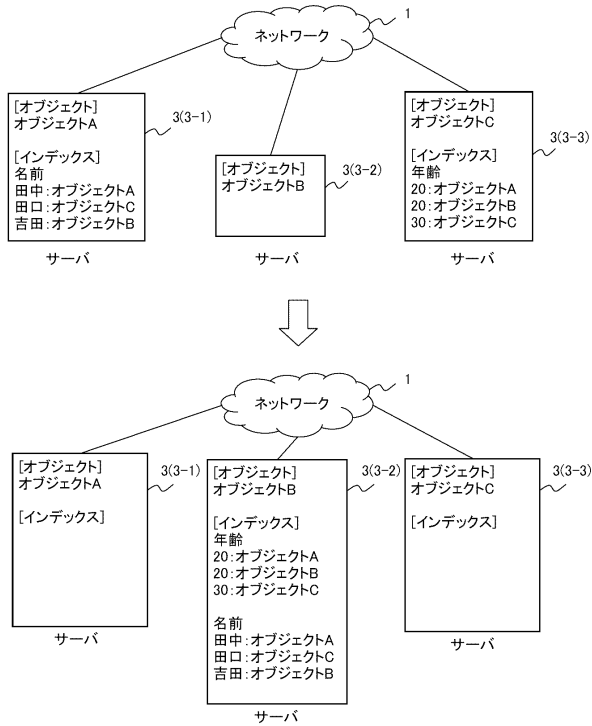 1
ネットワーク
[オブジェクト]
オブジェクトA
[インデックス]
名前
田中:オブジェクトA
田口:オブジェクトC
吉田:オブジェクトB
3(3-1)
サーバ
[オブジェクト]
オブジェクトB
3(3-2)
サーバ
[オブジェクト]
オブジェクトC
[インデックス]
年齢
20:オブジェクトA
20:オブジェクトB
30:オブジェクトC
3(3-3)
サーバ
1
ネットワーク
[オブジェクト]
オブジェクトA
[インデックス]
3(3-1)
サーバ
[オブジェクト]
オブジェクトB
[インデックス]
年齢
20:オブジェクトA
20:オブジェクトB
30:オブジェクトC
名前
田中:オブジェクトA
田口:オブジェクトC
吉田:オブジェクトB
3(3-2)
サーバ
[オブジェクト]
オブジェクトC
[インデックス]
3(3-3)
サーバ